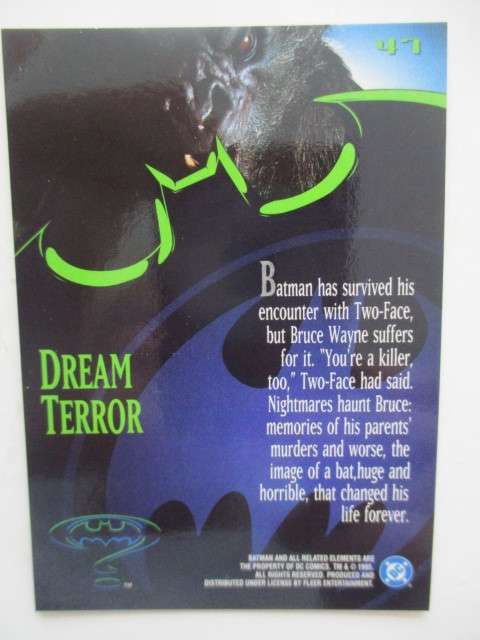 47
Batman has survived his
encounter with Two-Face,
but Bruce Wayne suffers
for it. "You're a killer,
too," Two-Face had said.
Nightmares haunt Bruce:
memories of his parents'
murders and worse, the
image of a bat,huge and
horrible, that changed his
life forever.
DREAM
TERROR
TM
BATMAN AND ALL RELATED ELEMENTS ARE
THE PROPERTY OF DC COMICS. TM & © 1995.
ALL RIGHTS RESERVED. PRODUCED AND
DISTRIBUTED UNDER LICENSE BY FLEER ENTERTAINMENT.
DC